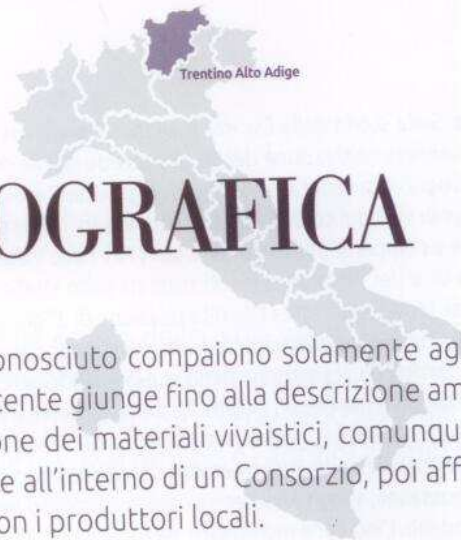 Trentino Alto Adige
OGRAFICA
onosciuto compaiono solamente ag
cente giunge fino alla descrizione am
one dei materiali vivaistici, comunqu
e all'interno di un Consorzio, poi aff
on i produttori locali.